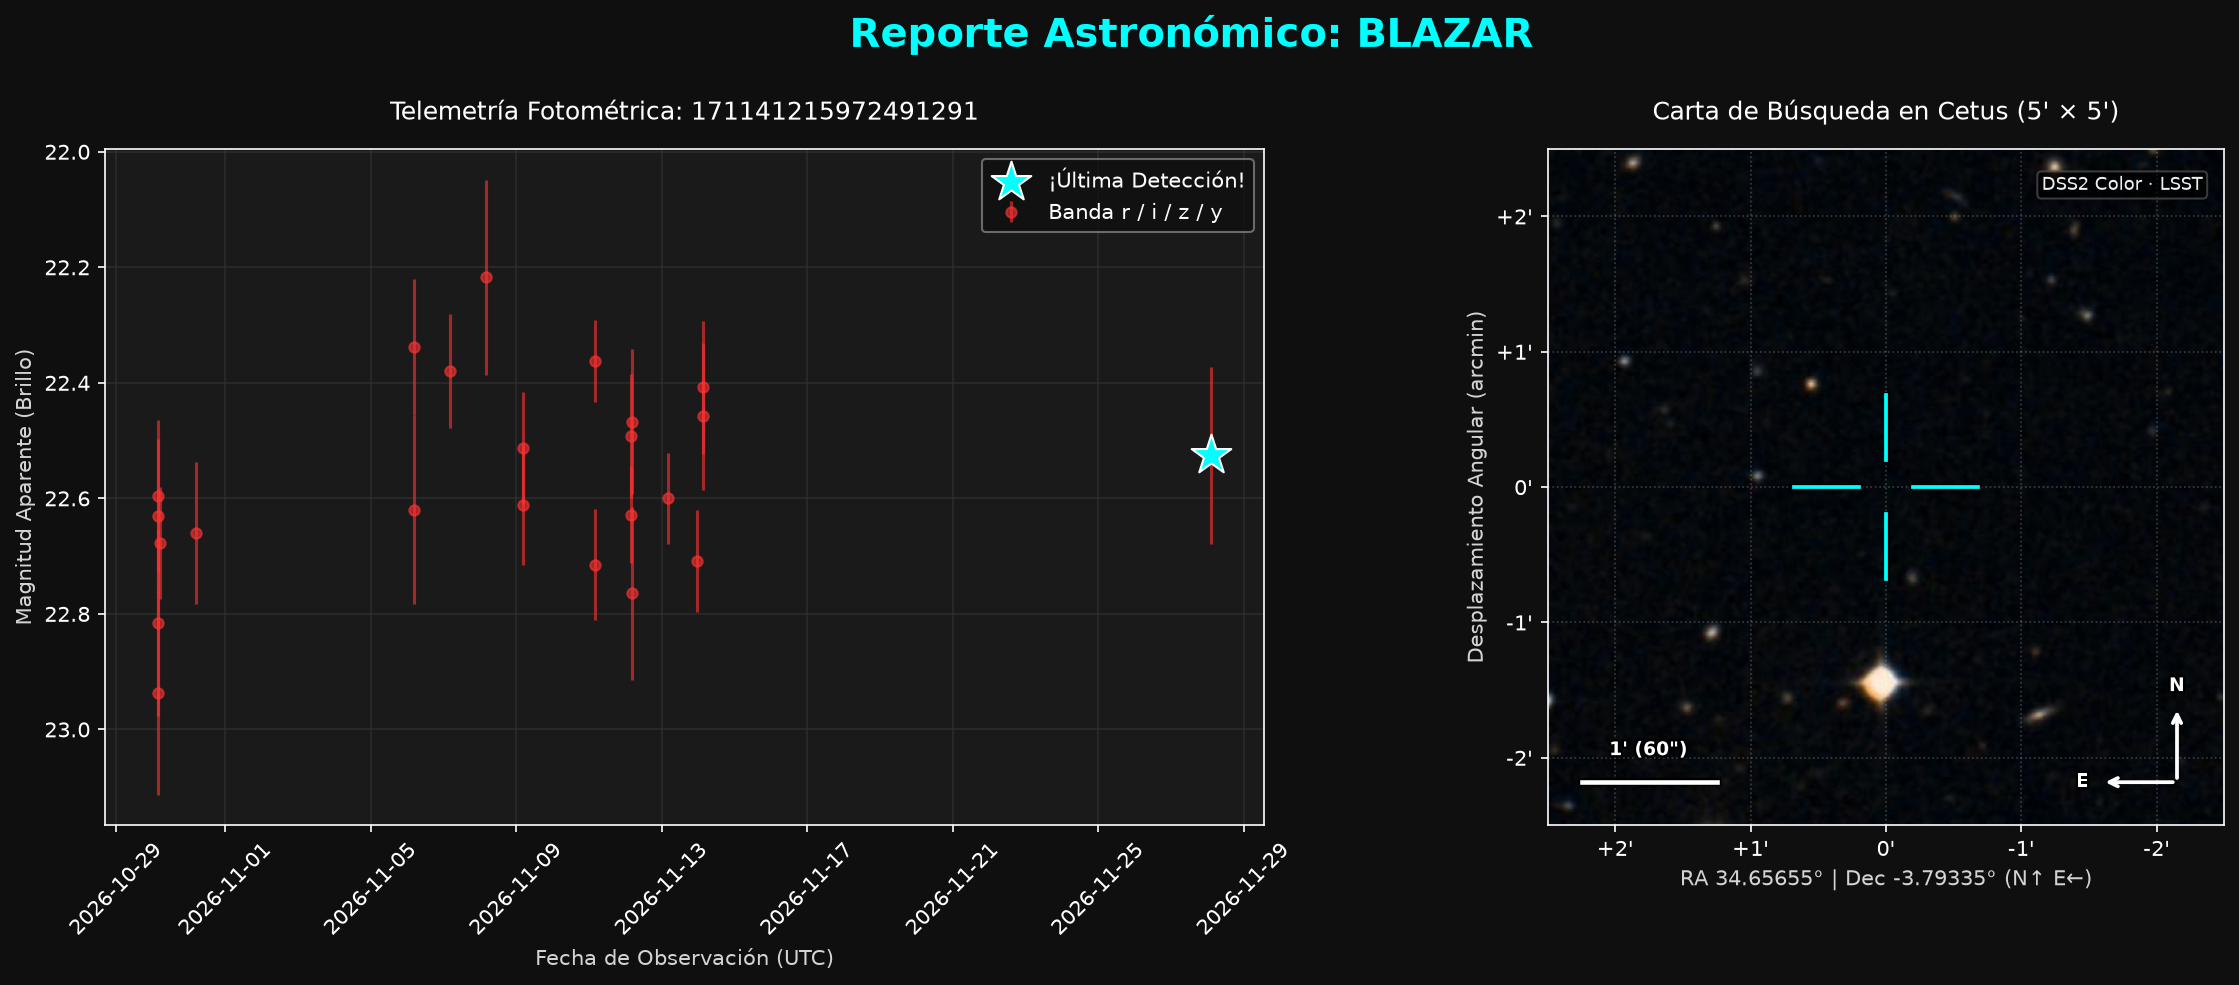 Reporte Astronómico: BLAZAR
Telemetría Fotométrica: 171141215972491291
Magnitud Aparente (Brillo)
22.0
22.2
22.4
22.6
22.8
23.0
¡Última Detección!
Banda r / i / z / y
2026-10-29
2026-11-01
2026-11-05
2026-11-09
2026-11-13
2026-11-17
2026-11-21
2026-11-25
2026-11-29
Fecha de Observación (UTC)
Carta de Búsqueda en Cetus (5' × 5')
Desplazamiento Angular (arcmin)
+2'
+1'
0'
-1'
-2'
DSS2 Color · LSST
N
E
1' (60")
+2'
+1'
0'
-1'
-2'
RA 34.65655° | Dec -3.79335° (N↑ E←)